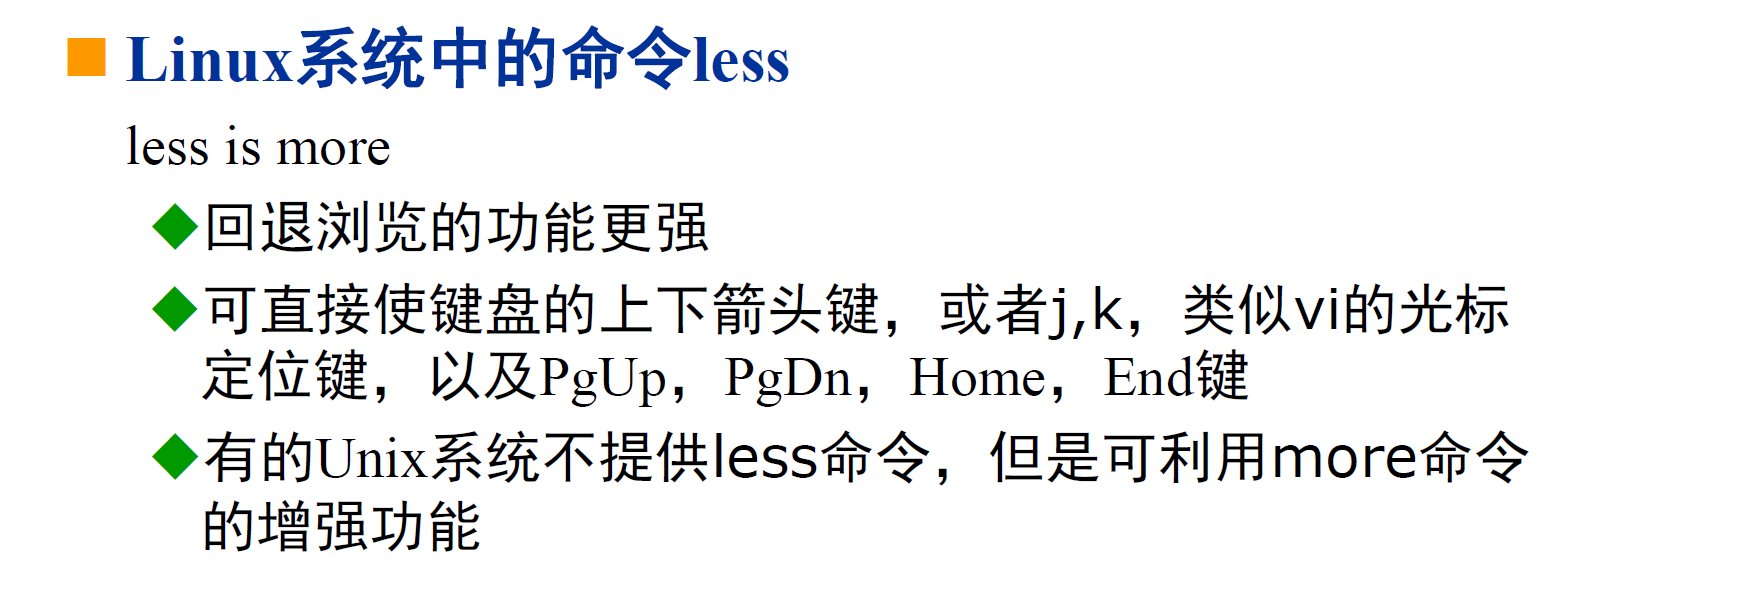 Linux系统中的命令less
less is more
回退浏览的功能更强
可直接使键盘的上下箭头键，或者j,k，类似vi的光标
定位键，以及PgUp，PgDn，Home，End键
有的Unix系统不提供less命令，但是可利用more命令
的增强功能